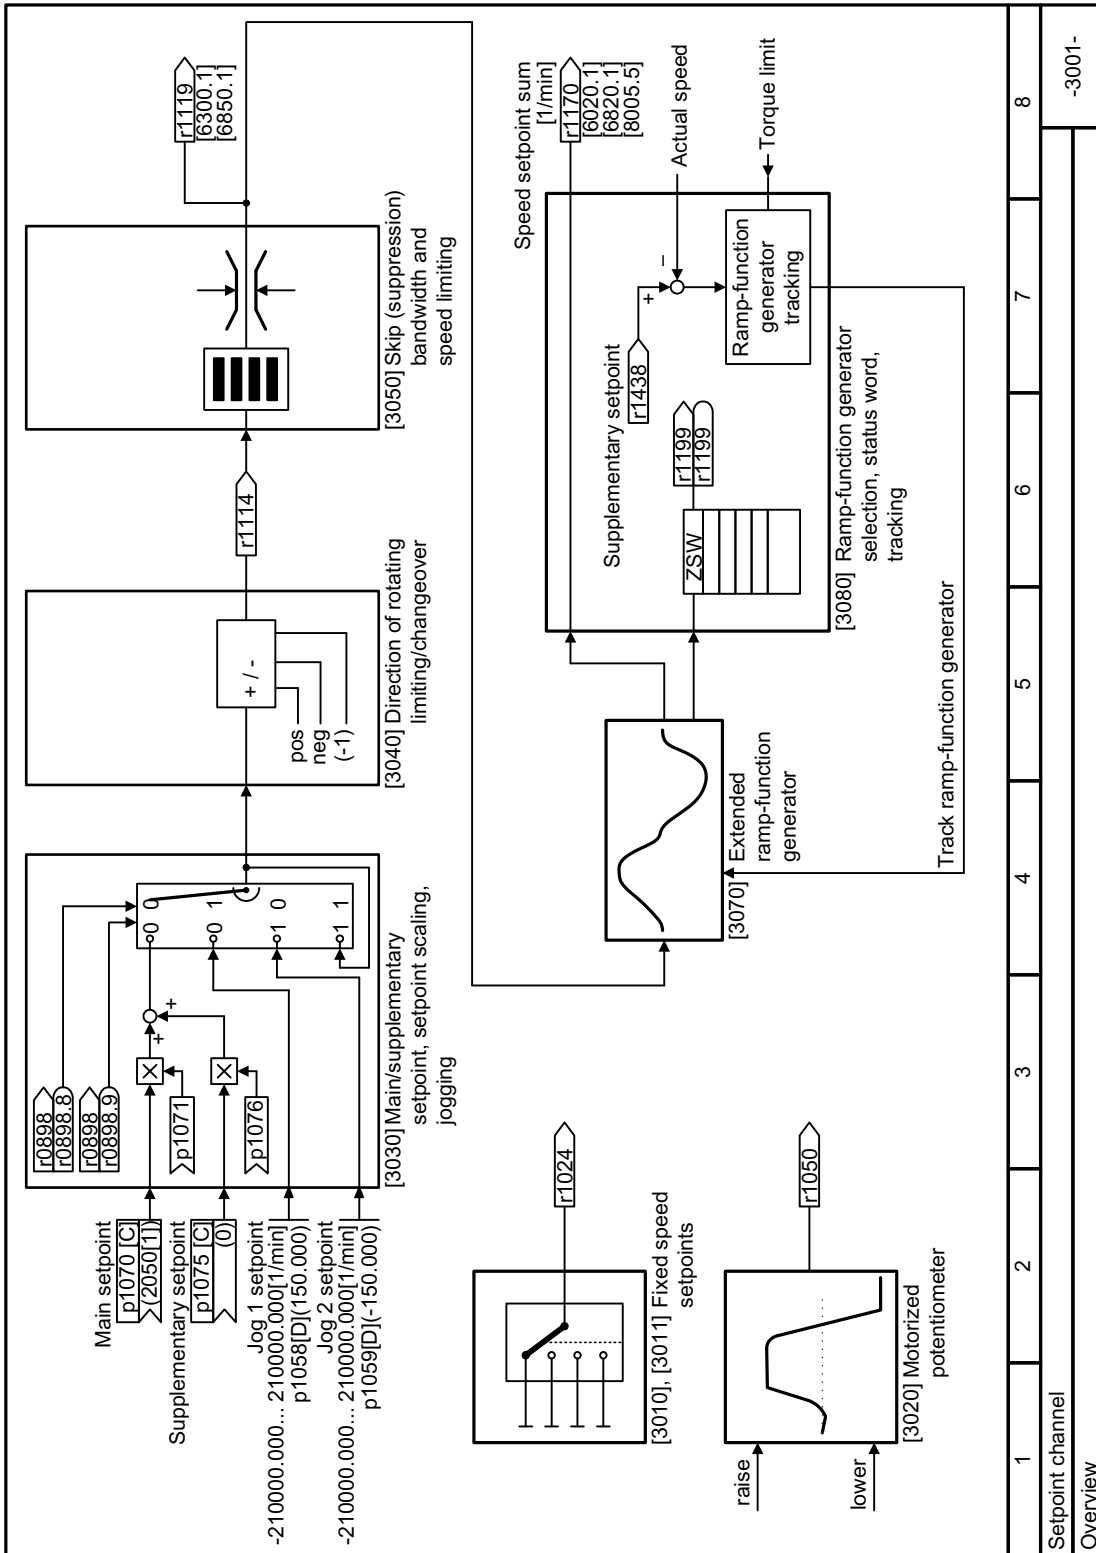 Main setpoint
p1070 [C]
(2050[1])
Supplementary setpoint
p1075 [C]
(0)
Jog 1 setpoint
-210000.000... 210000.000[1/min]
p1058[D](150.000)
Jog 2 setpoint
-210000.000... 210000.000[1/min]
p1059[D](-150.000)
r0898
r0898.8
r0898
r0898.9
p1071
p1076
+
+
0 0
0 1
1 0
1 1
[3030] Main/supplementary
setpoint, setpoint scaling,
jogging
+ / -
pos
neg
(-1)
[3040] Direction of rotating
limiting/changeover
r1114
[3050] Skip (suppression)
bandwidth and
speed limiting
r1119
[6300.1]
[6850.1]
[3010], [3011] Fixed speed
setpoints
r1024
raise
lower
[3020] Motorized
potentiometer
r1050
[3070] Extended
ramp-function
generator
Track ramp-function generator
Speed setpoint sum
[1/min]
r1170
[6020.1]
[6820.1]
[8005.5]
Supplementary setpoint
r1438
+
–
Actual speed
ZSW
r1199
r1199
Ramp-function
generator
tracking
Torque limit
[3080] Ramp-function generator
selection, status word,
tracking
1 2 3 4 5 6 7 8
Setpoint channel
-3001-
Overview